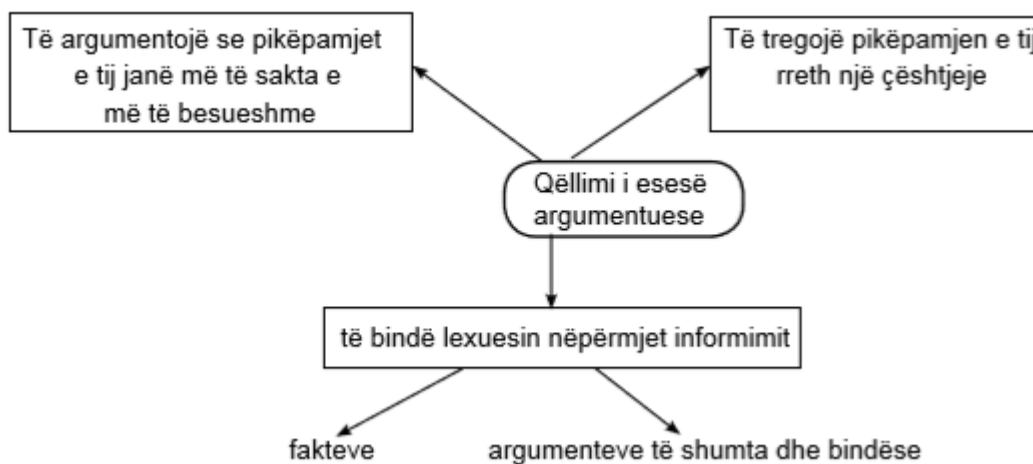 Të argumentojë se pikëpamjet
e tij janë më të sakta e
më të besueshme
Të tregojë pikëpamjen e tij
rreth një çështjeje
Qëllimi i esesë
argumentuese
të bindë lexuesin nëpërmjet informimit
fakteve
argumenteve të shumta dhe bindëse